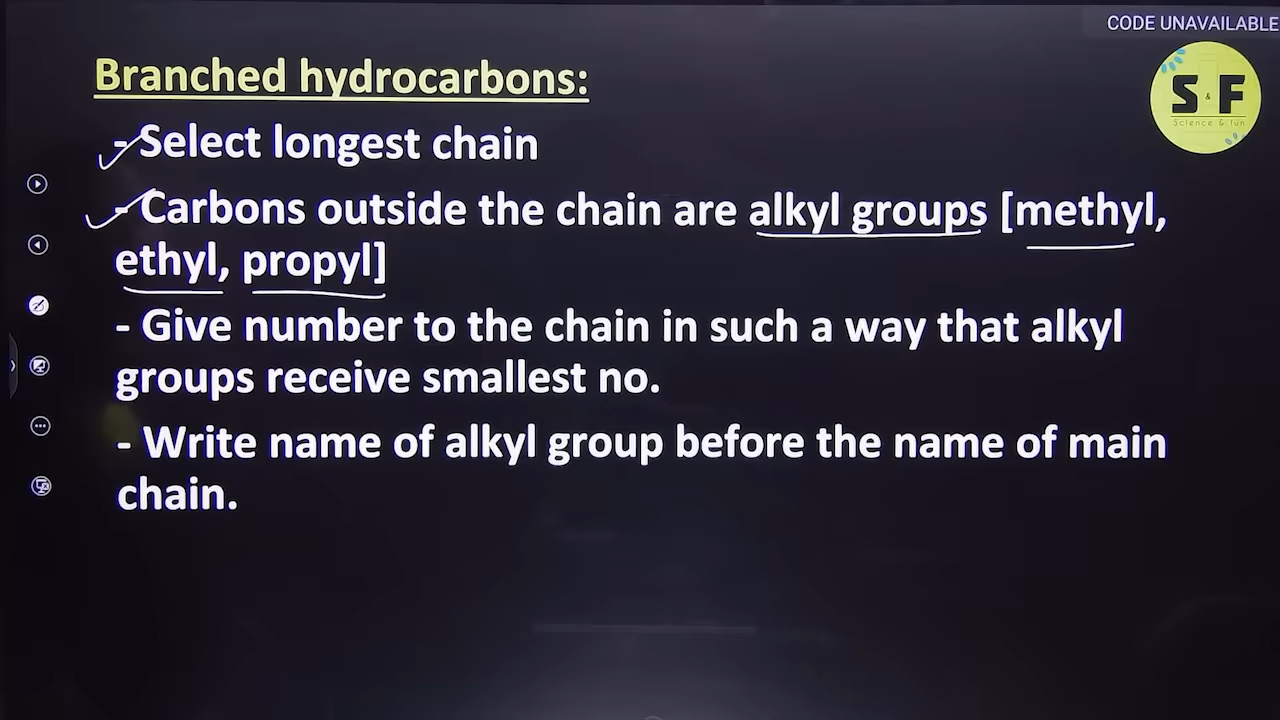 CODE UNAVAILABLE
S & F
Science & fun
Branched hydrocarbons:
- Select longest chain
- Carbons outside the chain are alkyl groups [methyl,
ethyl, propyl]
- Give number to the chain in such a way that alkyl
groups receive smallest no.
- Write name of alkyl group before the name of main
chain.